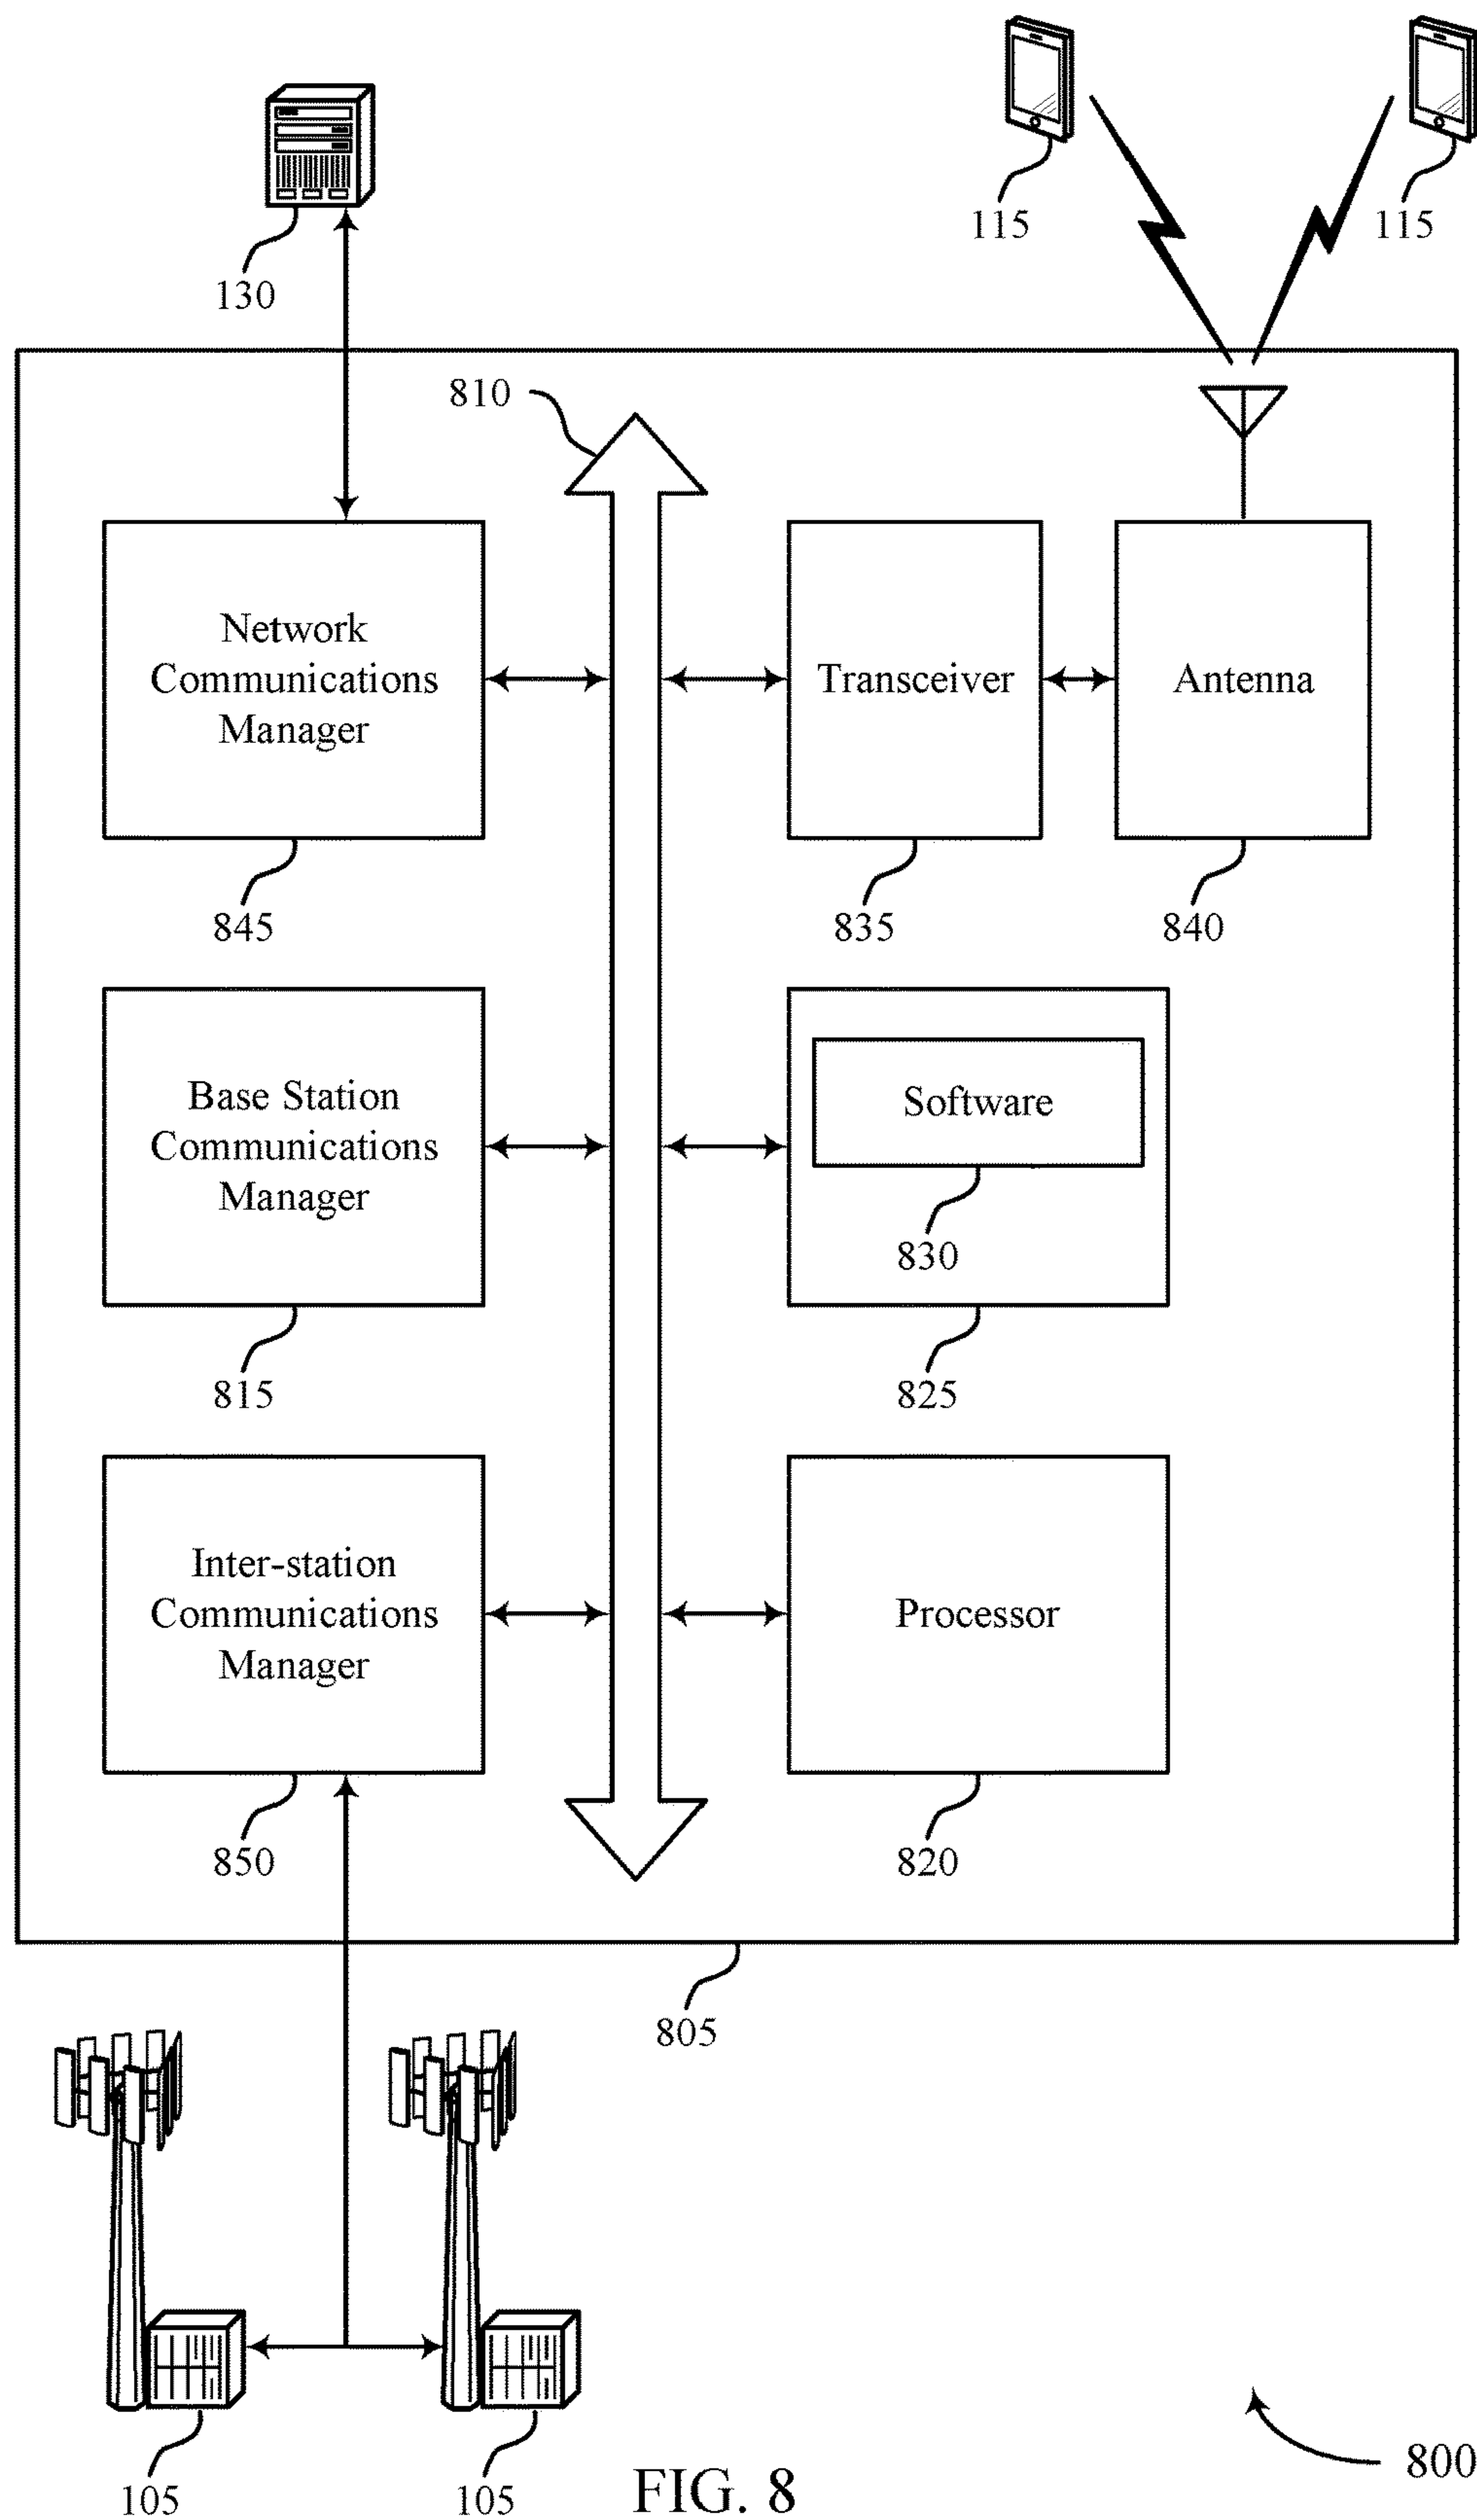 115
115
130
810
Network
Communications
Manager
Transceiver
Antenna
845
835
840
Base Station
Communications
Manager
Software
830
815
825
Inter-station
Communications
Manager
Processor
850
820
805
105
105
FIG. 8
800